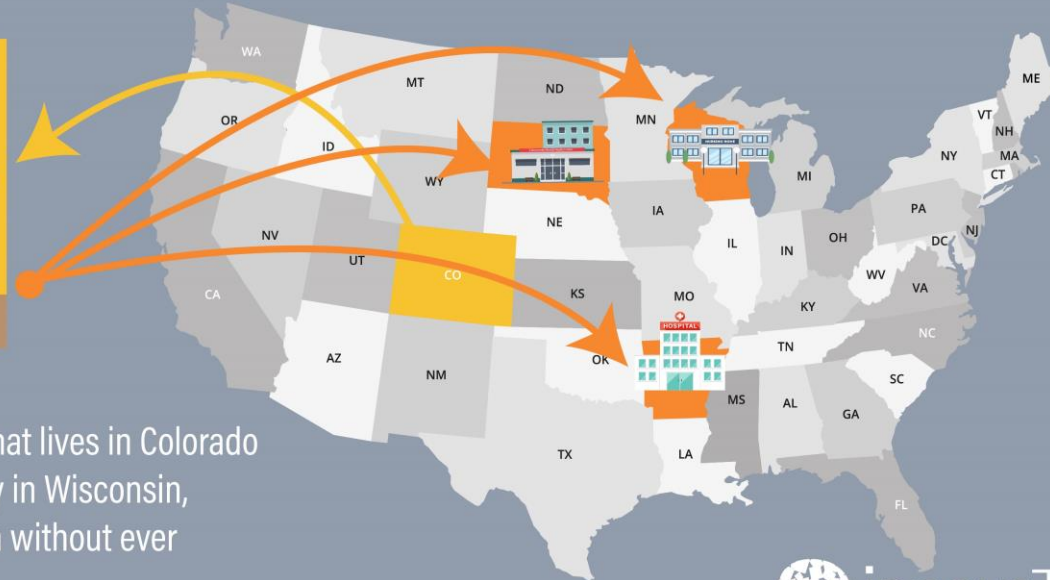 WA
MT
ND
MN
ME
OR
ID
WY
VT
NH
NY
MA
CT
MI
IA
NE
PA
NJ
NV
UT
CO
IL
IN
OH
DC
WV
VA
CA
KS
MO
KY
HOSPITAL
AZ
NM
OK
TN
NC
SC
MS
AL
GA
TX
LA
FL
lives in Colorado
in Wisconsin,
without ever